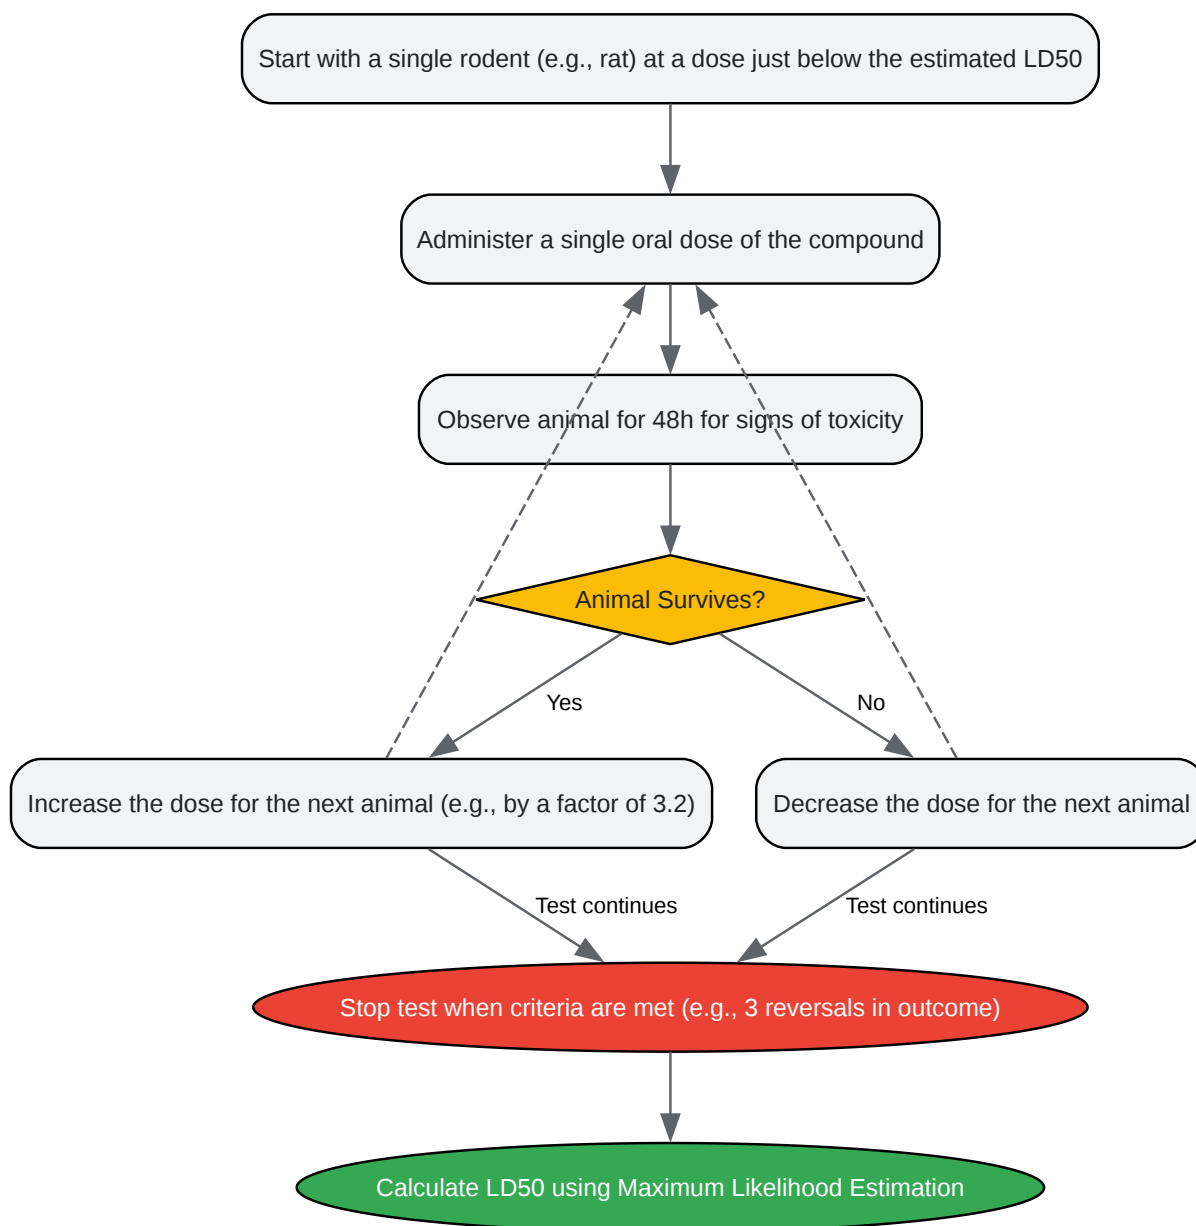 Start with a single rodent (e.g., rat) at a dose just below the estimated LD50
Administer a single oral dose of the compound
Observe animal for 48h for signs of toxicity
Animal Survives?
Yes
No
Increase the dose for the next animal (e.g., by a factor of 3.2)
Decrease the dose for the next animal
Test continues
Test continues
Stop test when criteria are met (e.g., 3 reversals in outcome)
Calculate LD50 using Maximum Likelihood Estimation